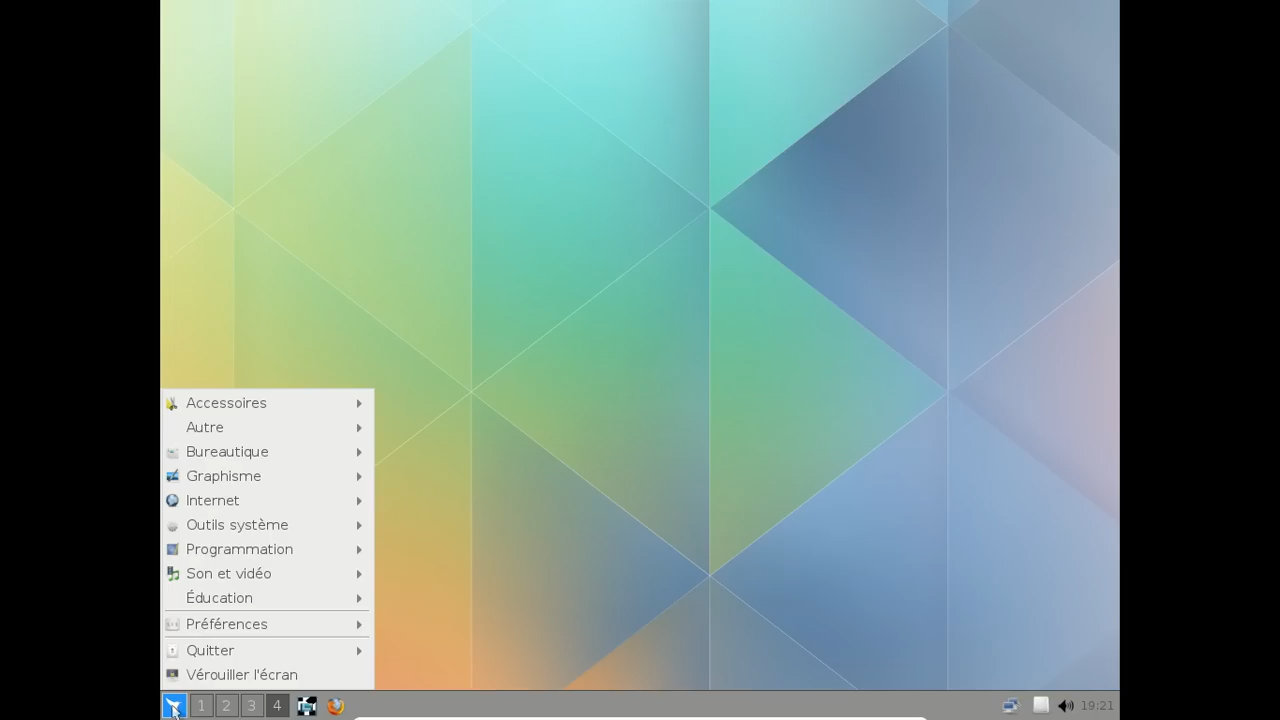 Accessoires
Autre
Bureautique
Graphisme
Internet
Outils système
Programmation
Son et vidéo
Éducation
Préférences
Quitter
Vérouiller l'écran
1 2 3 4 19:21